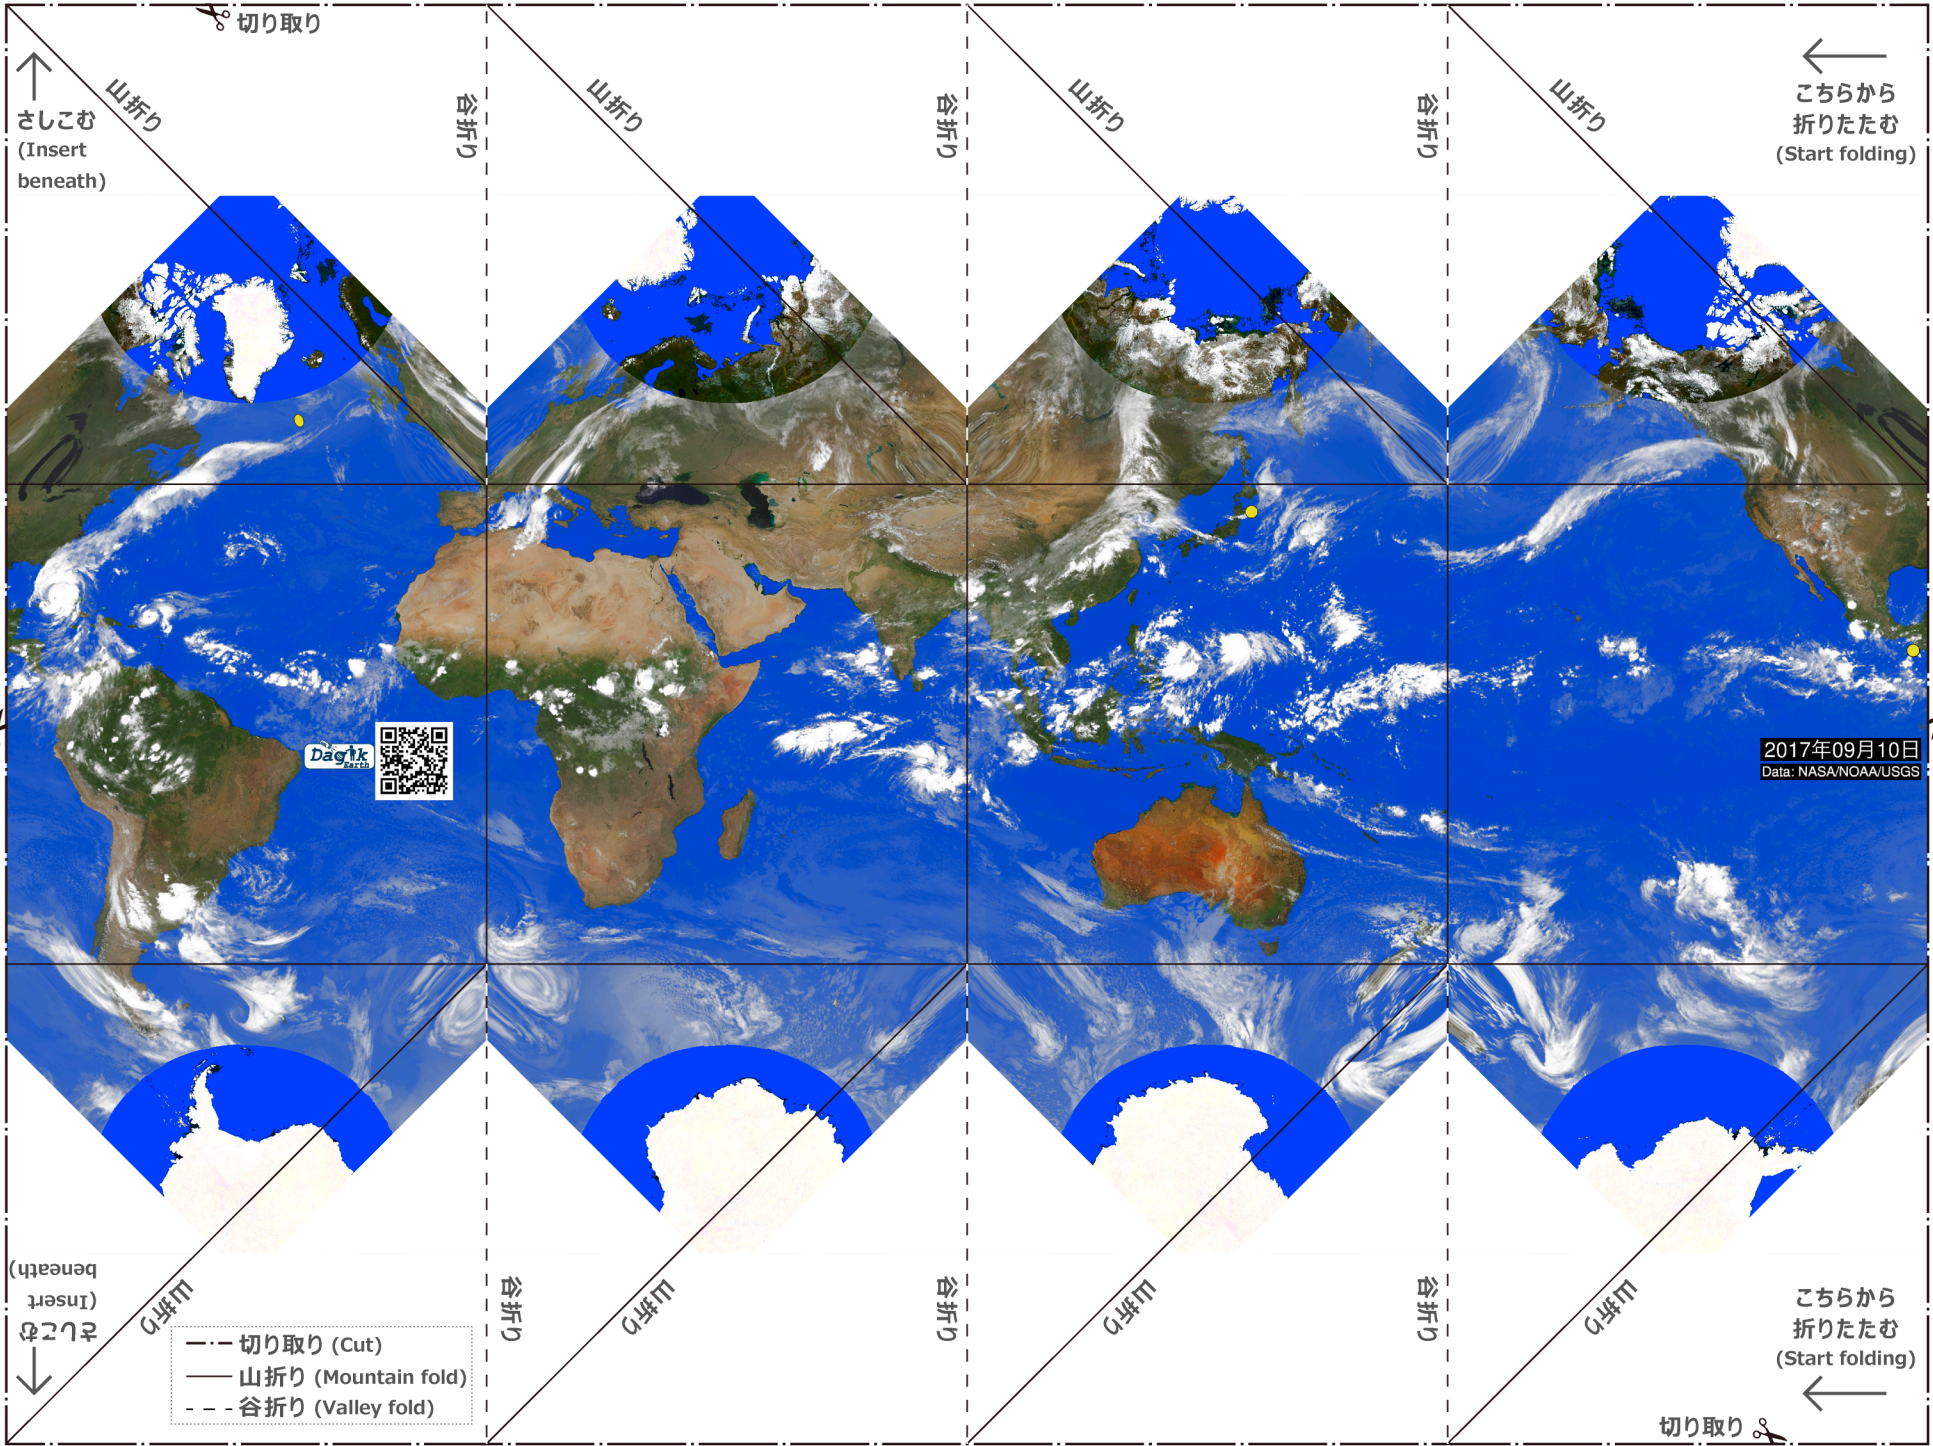 切り取り
山折り
谷折り
山折り
谷折り
山折り
谷折り
山折り
さしこむ
(Insert
beneath)
こちらから
折りたたむ
(Start folding)
Dagik
Earth
2017年09月10日
Data: NASA/NOAA/USGS
さしこむ
(Insert
beneath)
山折り
谷折り
山折り
谷折り
山折り
谷折り
山折り
こちらから
折りたたむ
(Start folding)
切り取り (Cut)
山折り (Mountain fold)
谷折り (Valley fold)
切り取り